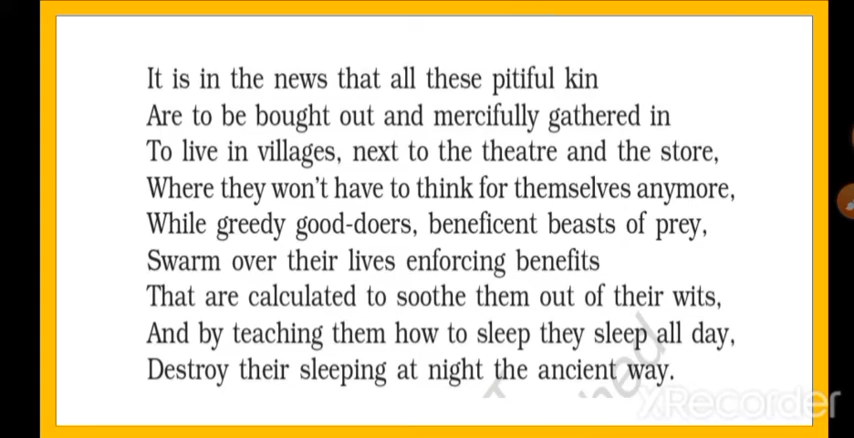 It is in the news that all these pitiful kin
Are to be bought out and mercifully gathered in
To live in villages, next to the theatre and the store,
Where they won't have to think for themselves anymore,
While greedy good-doers, beneficent beasts of prey,
Swarm over their lives enforcing benefits
That are calculated to soothe them out of their wits,
And by teaching them how to sleep they sleep all day,
Destroy their sleeping at night the ancient way.
XRecorder